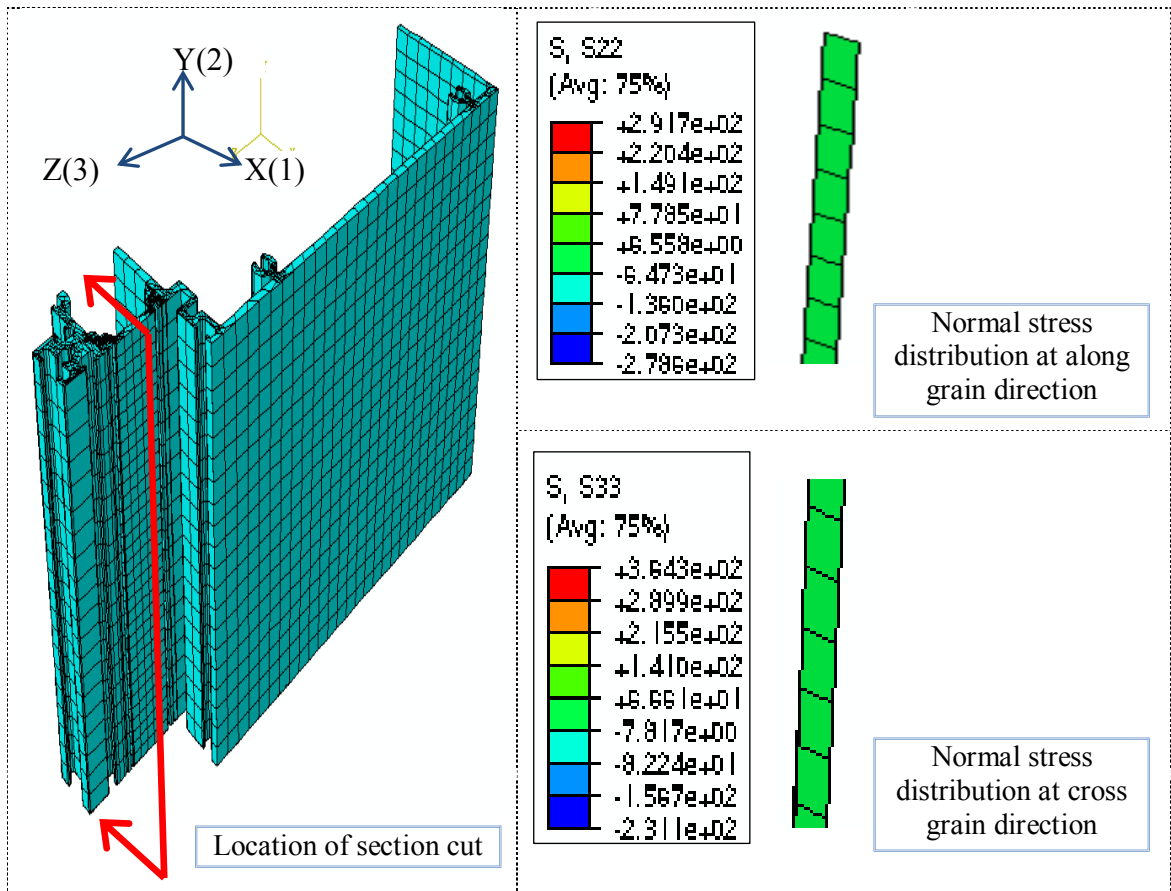 Y(2)
Z(3)
X(1)
Location of section cut
S, S22
(Avg: 75%)
+2.917e+02
+2.204e+02
+1.491e+02
+7.785e+01
+6.558e+00
-6.473e+01
-1.360e+02
-2.073e+02
-2.786e+02
Normal stress
distribution at along
grain direction
S, S33
(Avg: 75%)
+3.643e+02
+2.899e+02
+2.155e+02
+1.410e+02
+6.661e+01
-7.817e+00
-8.224e+01
-1.567e+02
-2.311e+02
Normal stress
distribution at cross
grain direction